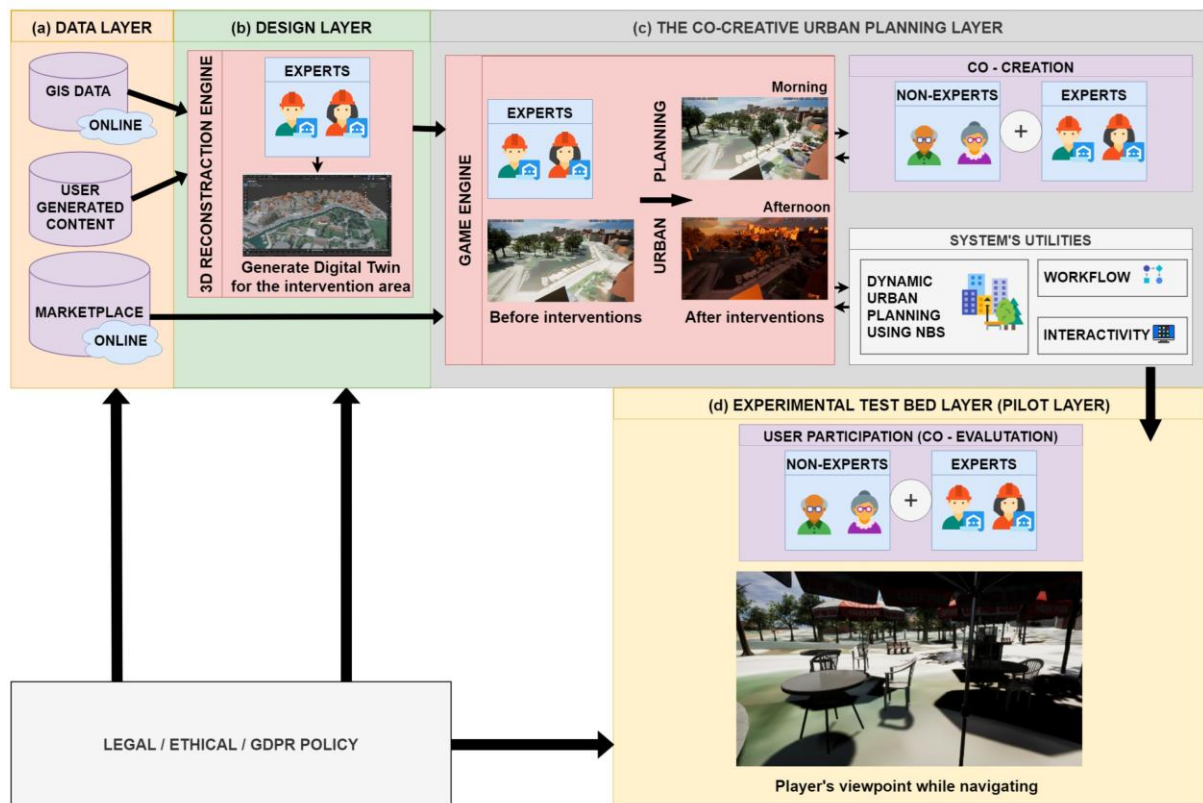 (a) DATA LAYER
GIS DATA
ONLINE
USER
GENERATED
CONTENT
MARKETPLACE
ONLINE
(b) DESIGN LAYER
3D RECONSTRACTION ENGINE
EXPERTS
Generate Digital Twin
for the intervention area
(c) THE CO-CREATIVE URBAN PLANNING LAYER
GAME ENGINE
EXPERTS
Before interventions
URBAN PLANNING
Morning
Afternoon
After interventions
CO - CREATION
NON-EXPERTS
+
EXPERTS
SYSTEM'S UTILITIES
DYNAMIC
URBAN
PLANNING
USING NBS
WORKFLOW
INTERACTIVITY
(d) EXPERIMENTAL TEST BED LAYER (PILOT LAYER)
USER PARTICIPATION (CO - EVALUTATION)
NON-EXPERTS
+
EXPERTS
Player's viewpoint while navigating
LEGAL / ETHICAL / GDPR POLICY